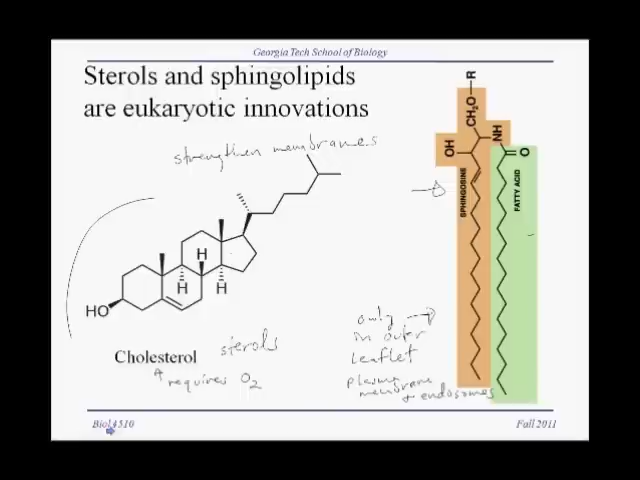 Georgia Tech School of Biology
Sterols and sphingolipids
are eukaryotic innovations
strengthen membranes
H
H
H
H
HO
Cholesterol
sterols
requires O2
R
CH2O
NH
OH
O
SPHINGOSINE
FATTY ACID
only
in outer
leaflet
plasma
membrane
+ endosomes
Biol 4510
Fall 2011